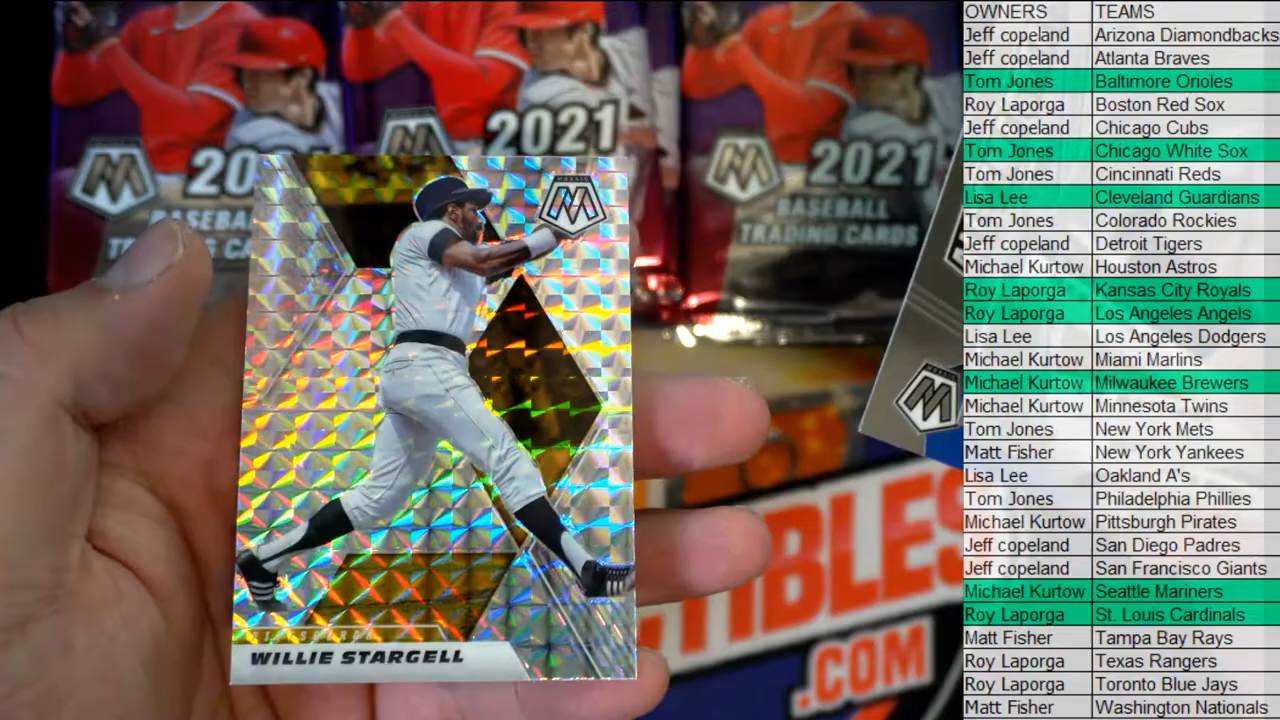 2021
2021
2021
BASEBALL
TRADING CARDS
MOSAIC
PITTSBURGH
WILLIE STARGELL
.COM
OWNERS TEAMS
Jeff copeland Arizona Diamondbacks
Jeff copeland Atlanta Braves
Tom Jones Baltimore Orioles
Roy Laporga Boston Red Sox
Jeff copeland Chicago Cubs
Tom Jones Chicago White Sox
Tom Jones Cincinnati Reds
Lisa Lee Cleveland Guardians
Tom Jones Colorado Rockies
Jeff copeland Detroit Tigers
Michael Kurtow Houston Astros
Roy Laporga Kansas City Royals
Roy Laporga Los Angeles Angels
Lisa Lee Los Angeles Dodgers
Michael Kurtow Miami Marlins
Michael Kurtow Milwaukee Brewers
Michael Kurtow Minnesota Twins
Tom Jones New York Mets
Matt Fisher New York Yankees
Lisa Lee Oakland A's
Tom Jones Philadelphia Phillies
Michael Kurtow Pittsburgh Pirates
Jeff copeland San Diego Padres
Jeff copeland San Francisco Giants
Michael Kurtow Seattle Mariners
Roy Laporga St. Louis Cardinals
Matt Fisher Tampa Bay Rays
Roy Laporga Texas Rangers
Roy Laporga Toronto Blue Jays
Matt Fisher Washington Nationals